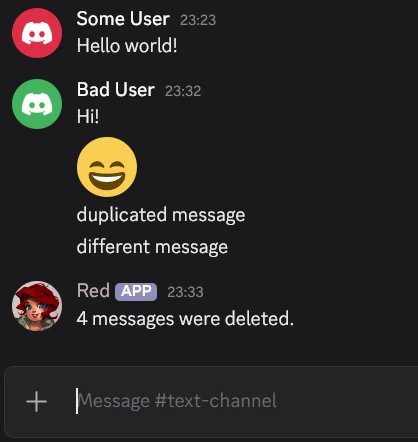 Some User 23:23
Hello world!
Bad User 23:32
Hi!
duplicated message
different message
Red APP 23:33
4 messages were deleted.
Message #text-channel